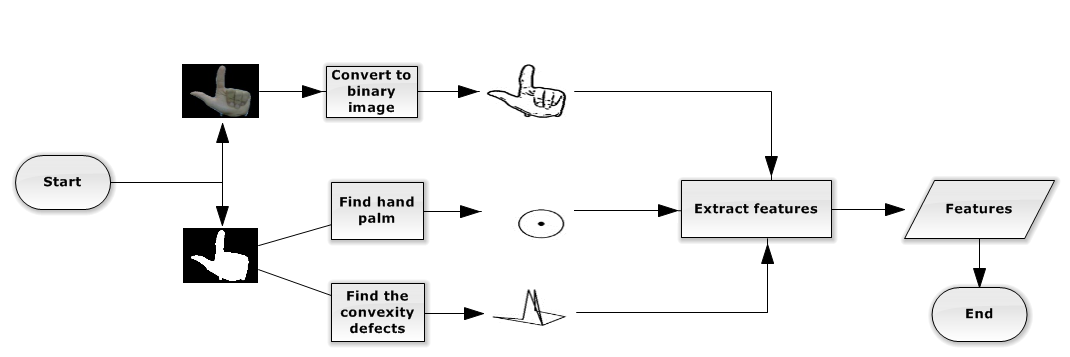 Convert to
binary
image
Start
Find hand
palm
Extract features
Features
Find the
convexity
defects
End